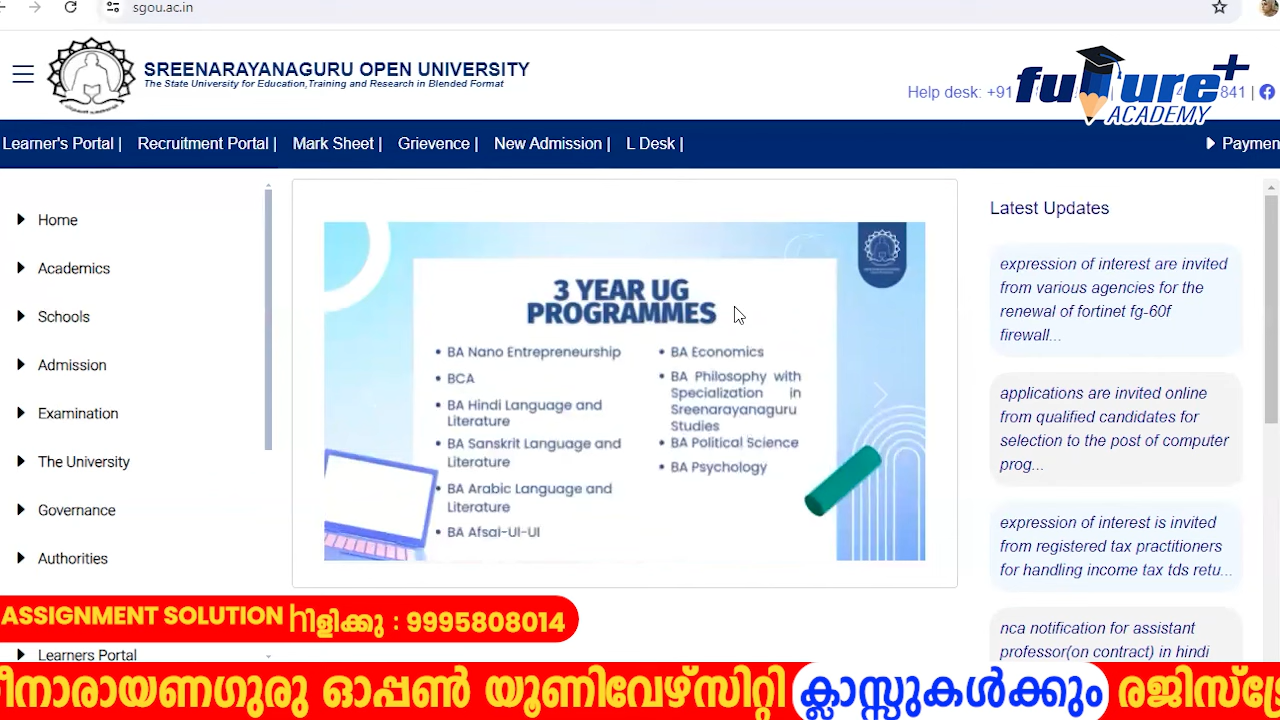 sgou.ac.in
SREENARAYANAGURU OPEN UNIVERSITY
The State University for Education,Training and Research in Blended Format
Help desk: +91
841 |
future+
ACADEMY
Learner's Portal | Recruitment Portal | Mark Sheet | Grievence | New Admission | L Desk |
Paymen
Home
Academics
Schools
Admission
Examination
The University
Governance
Authorities
Learners Portal
3 YEAR UG
PROGRAMMES
• BA Nano Entrepreneurship
• BCA
• BA Hindi Language and
Literature
• BA Sanskrit Language and
Literature
• BA Arabic Language and
Literature
• BA Afsal-Ul-Ul
• BA Economics
• BA Philosophy with
Specialization in
Sreenarayanaguru
Studies
• BA Political Science
• BA Psychology
Latest Updates
expression of interest are invited
from various agencies for the
renewal of fortinet fg-60f
firewall...
applications are invited online
from qualified candidates for
selection to the post of computer
prog...
expression of interest is invited
from registered tax practitioners
for handling income tax tds retu...
nca notification for assistant
professor(on contract) in hindi
ASSIGNMENT SOLUTION : 9995808014
ീനാരായണഗുരു ഓപ്പൺ യൂണിവേഴ്സിറ്റി ക്ലാസ്സുകൾക്കും രജിസ്ട്രേ